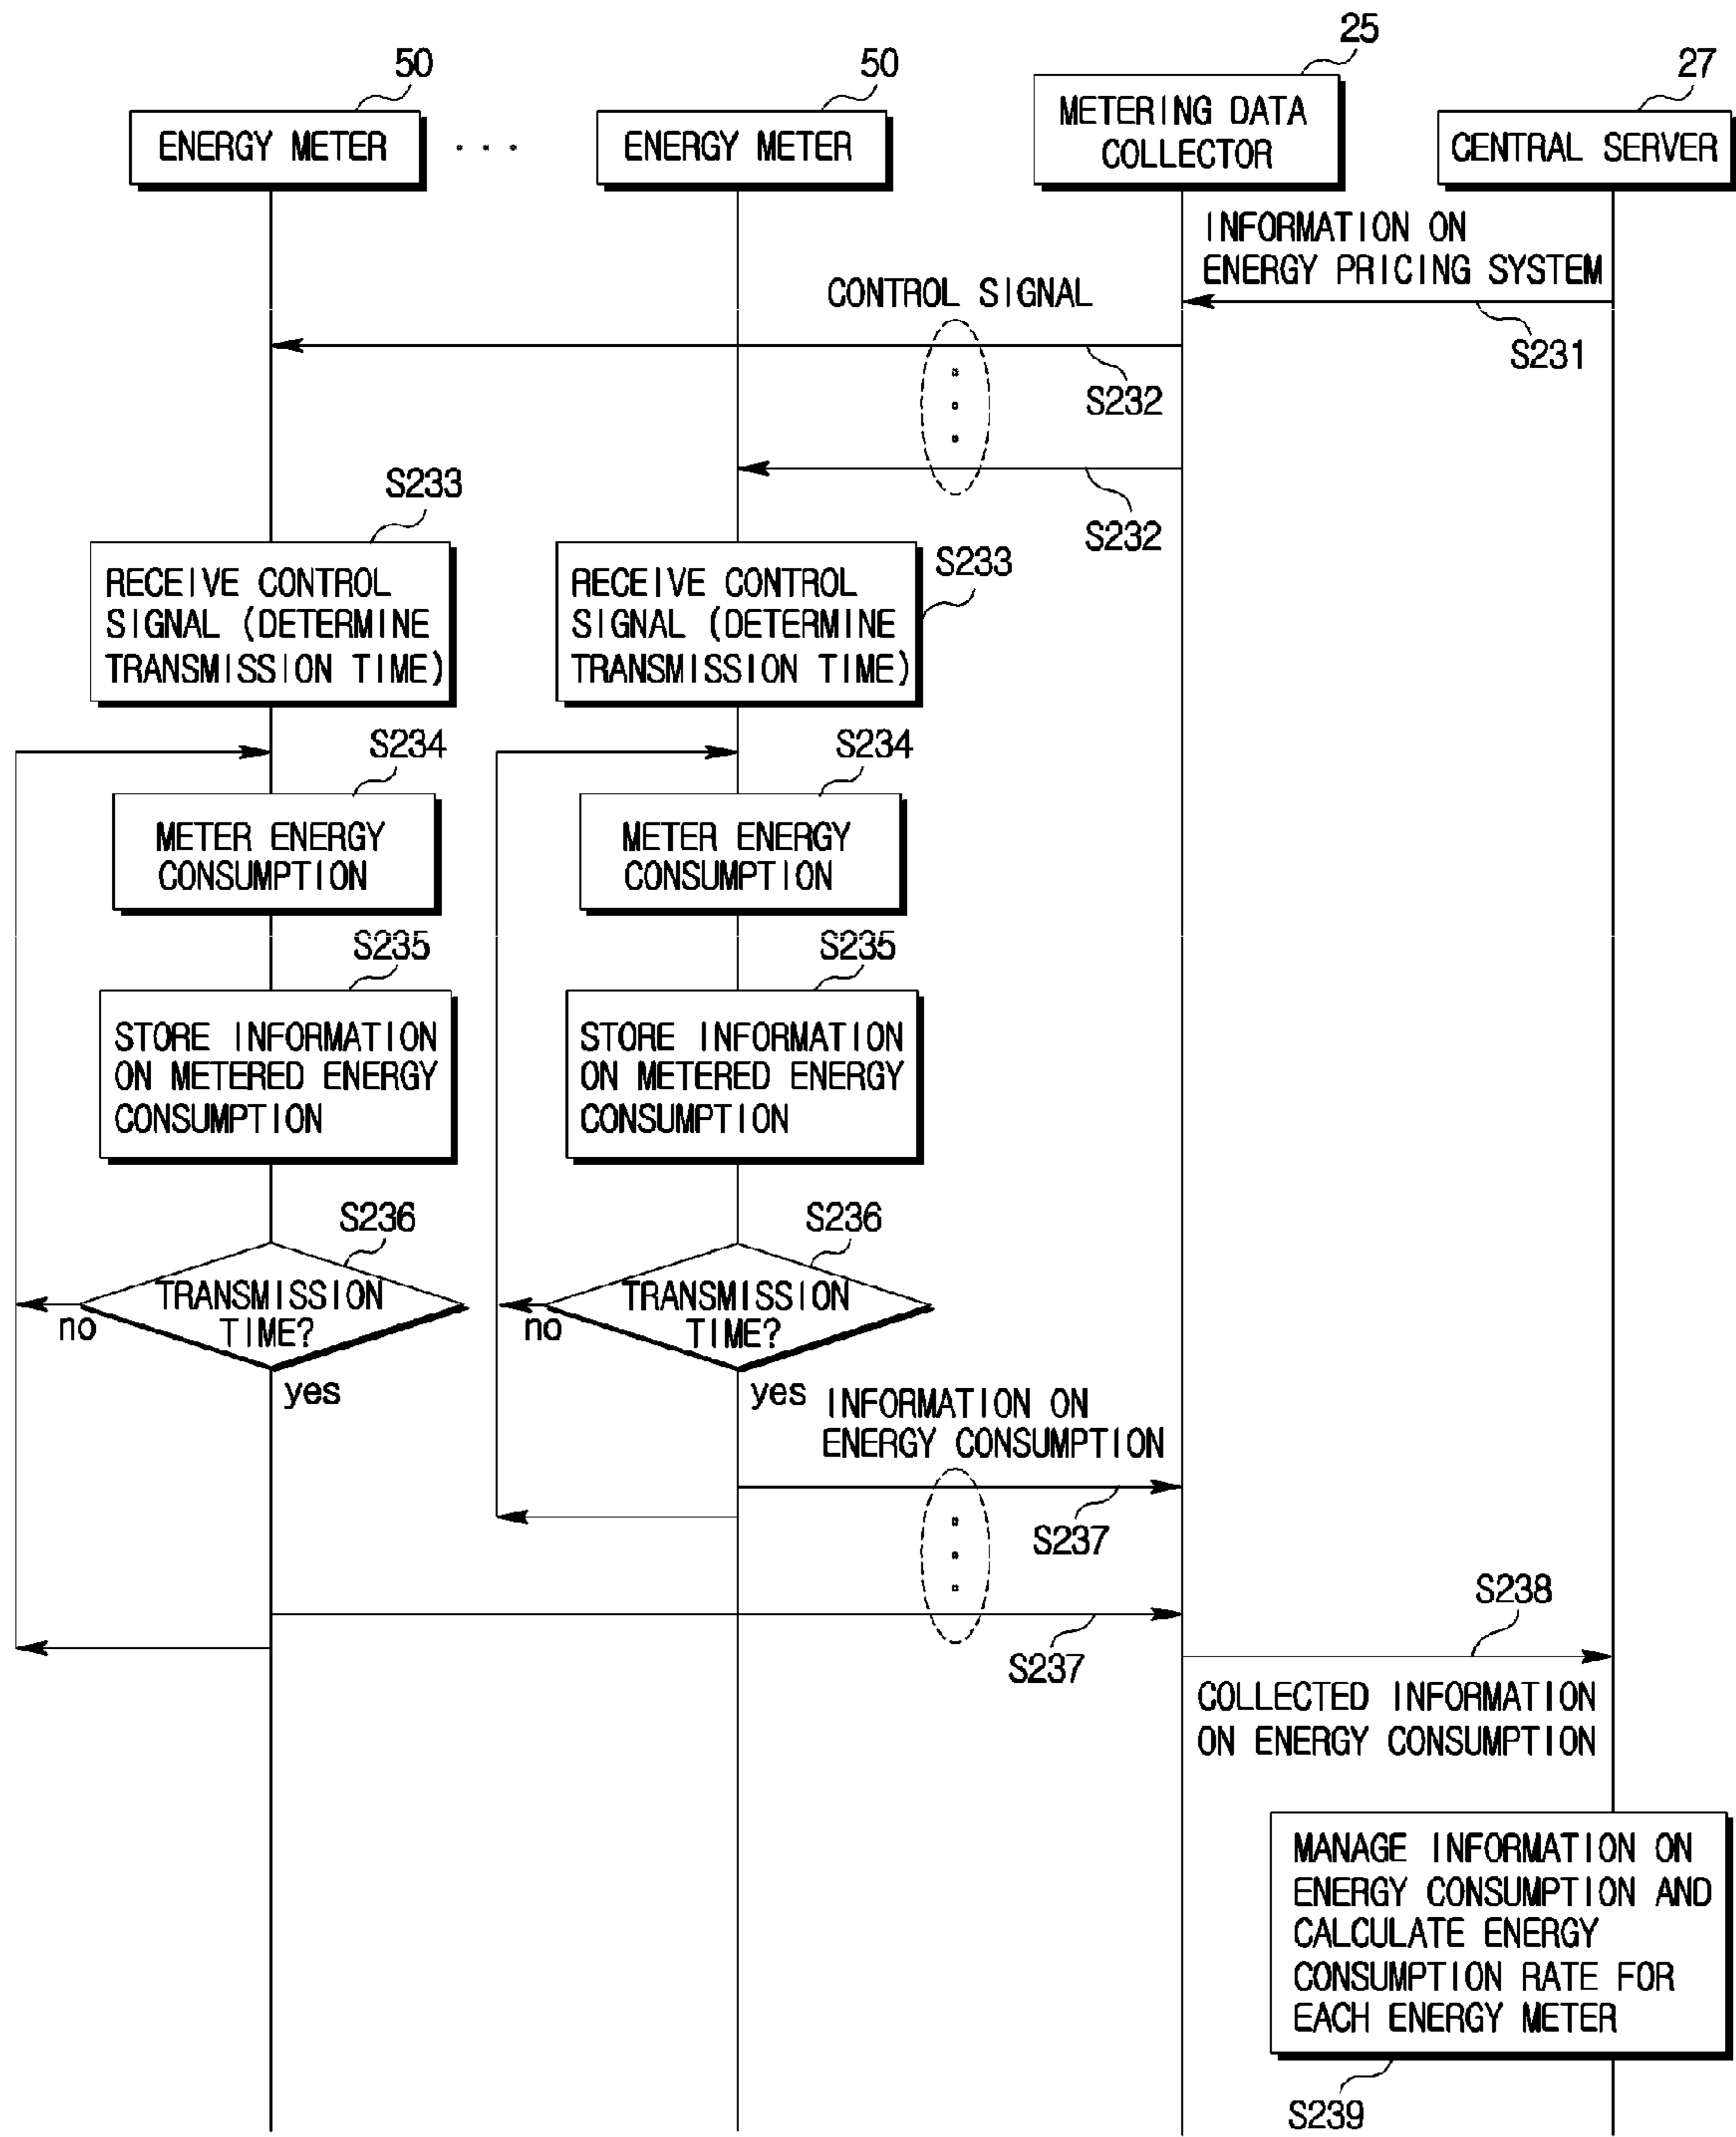 50
50
25
27
ENERGY METER
. . .
ENERGY METER
METERING DATA
COLLECTOR
CENTRAL SERVER
INFORMATION ON
ENERGY PRICING SYSTEM
CONTROL SIGNAL
S231
S232
S232
S233
S233
RECEIVE CONTROL
SIGNAL (DETERMINE
TRANSMISSION TIME)
RECEIVE CONTROL
SIGNAL (DETERMINE
TRANSMISSION TIME)
S234
S234
METER ENERGY
CONSUMPTION
METER ENERGY
CONSUMPTION
S235
S235
STORE INFORMATION
ON METERED ENERGY
CONSUMPTION
STORE INFORMATION
ON METERED ENERGY
CONSUMPTION
S236
S236
TRANSMISSION
TIME?
TRANSMISSION
TIME?
no
no
yes
yes
INFORMATION ON
ENERGY CONSUMPTION
S237
S237
S238
COLLECTED INFORMATION
ON ENERGY CONSUMPTION
MANAGE INFORMATION ON
ENERGY CONSUMPTION AND
CALCULATE ENERGY
CONSUMPTION RATE FOR
EACH ENERGY METER
S239